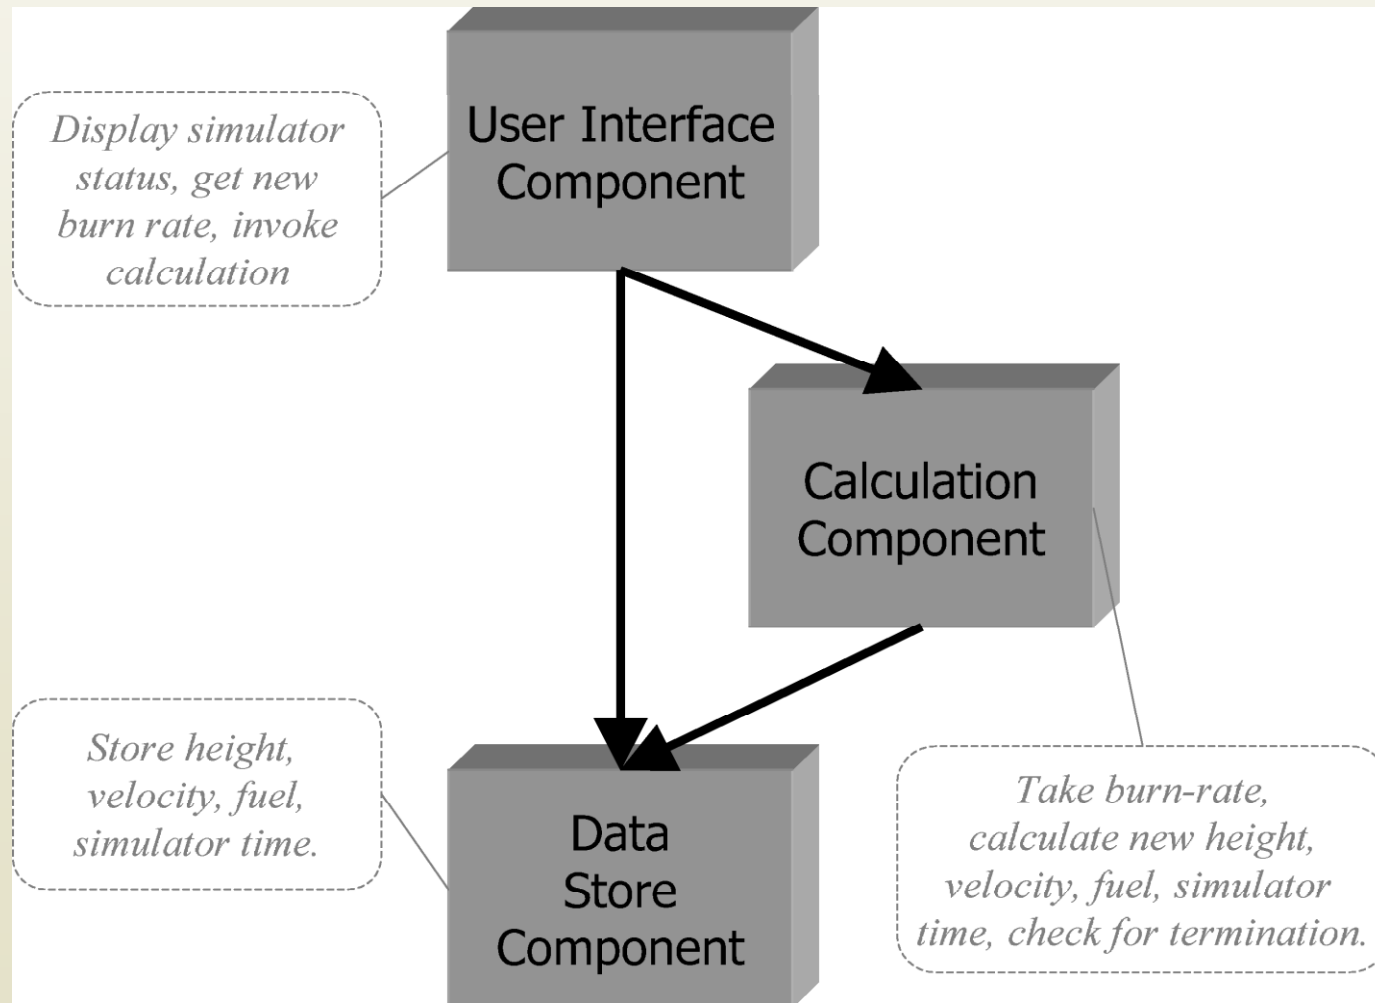 User Interface
Component
Display simulator
status, get new
burn rate, invoke
calculation
Calculation
Component
Store height,
velocity, fuel,
simulator time.
Data
Store
Component
Take burn-rate,
calculate new height,
velocity, fuel, simulator
time, check for termination.